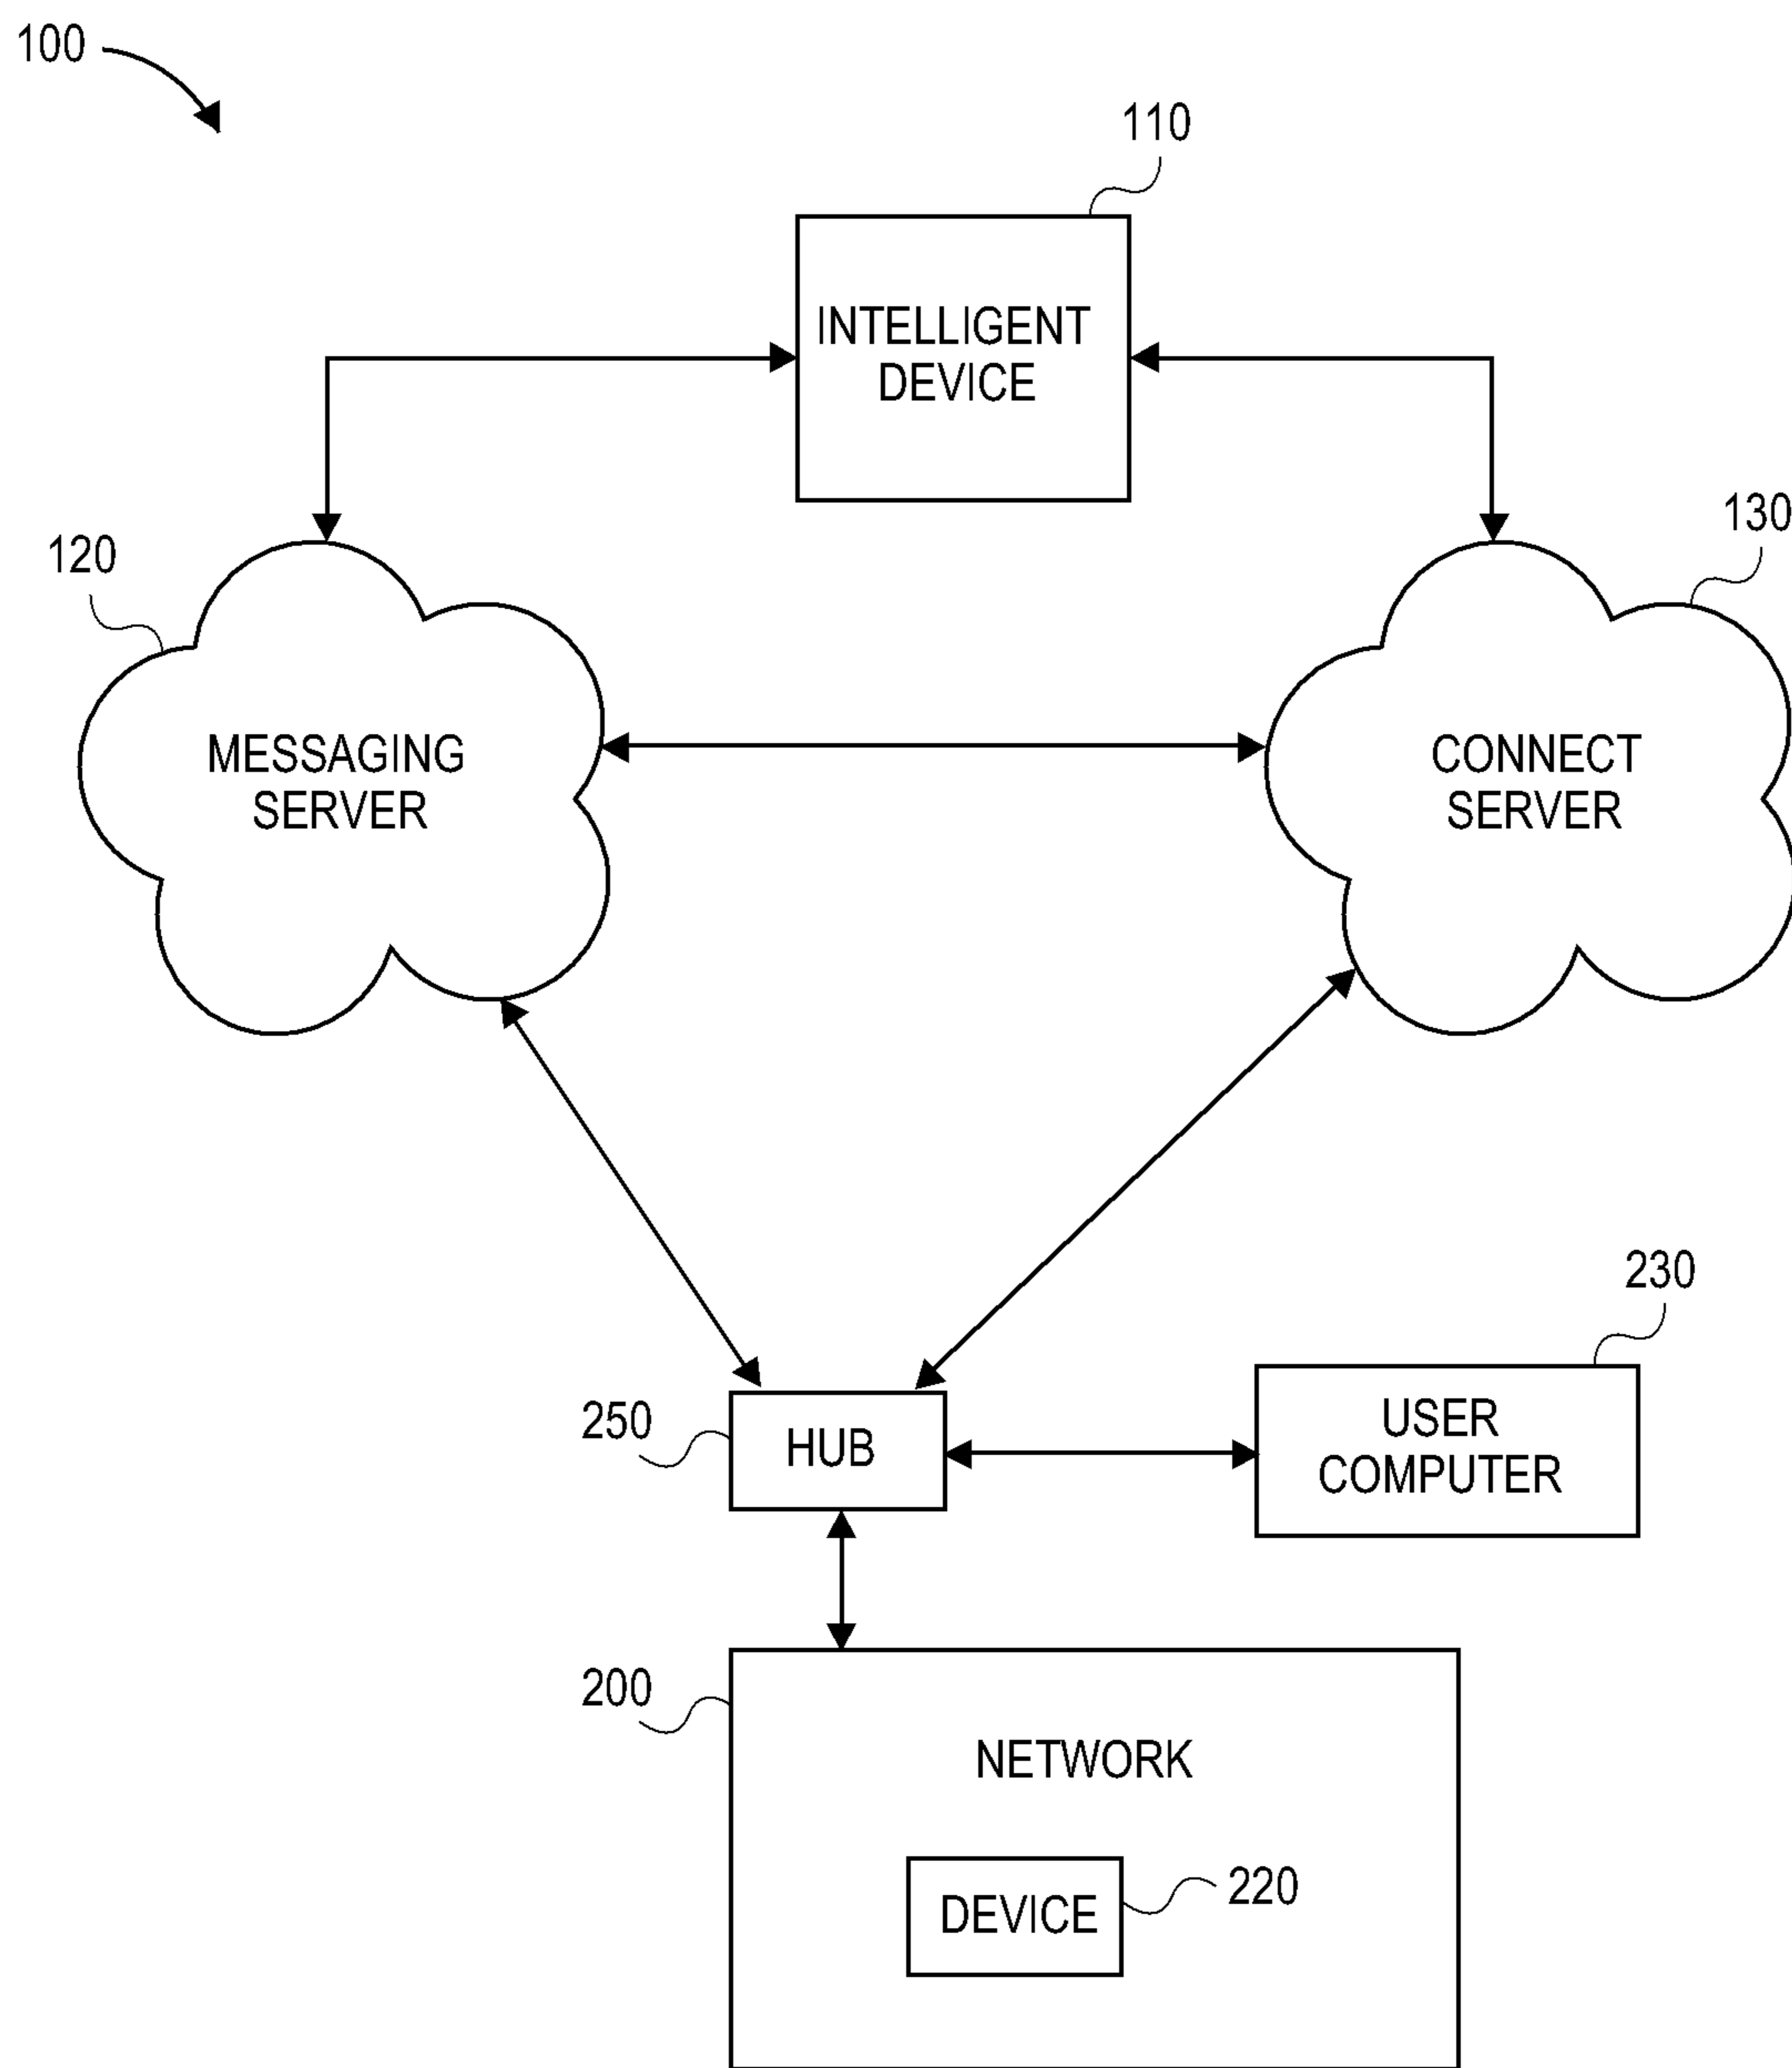 100
110
INTELLIGENT
DEVICE
120
130
MESSAGING
SERVER
CONNECT
SERVER
230
250
HUB
USER
COMPUTER
200
NETWORK
DEVICE
220